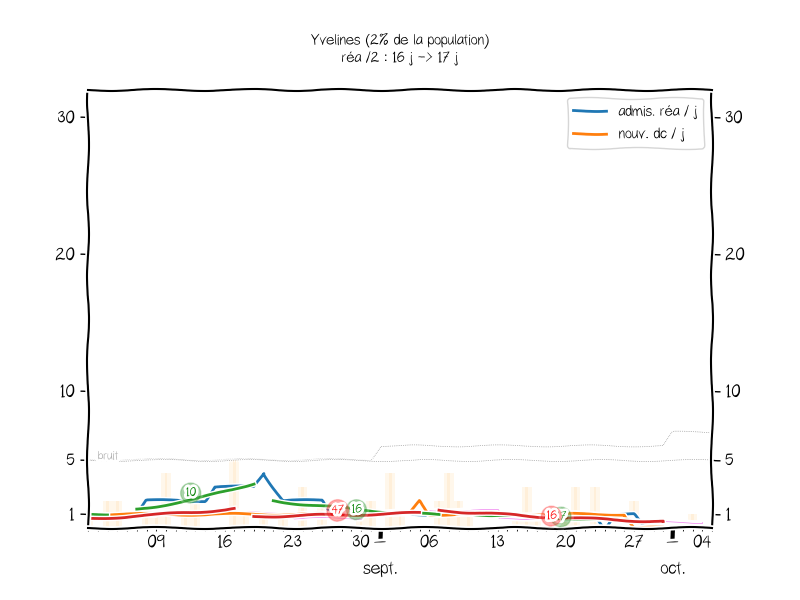 Yvelines (2% de la population)
réa /2 : 16 j -> 17 j
admis. réa / j
nouv. dc / j
30
30
20
20
10
10
bruit
5
5
10
47
16
16
1
1
09 16 23 30 06 13 20 27 04
sept. oct.